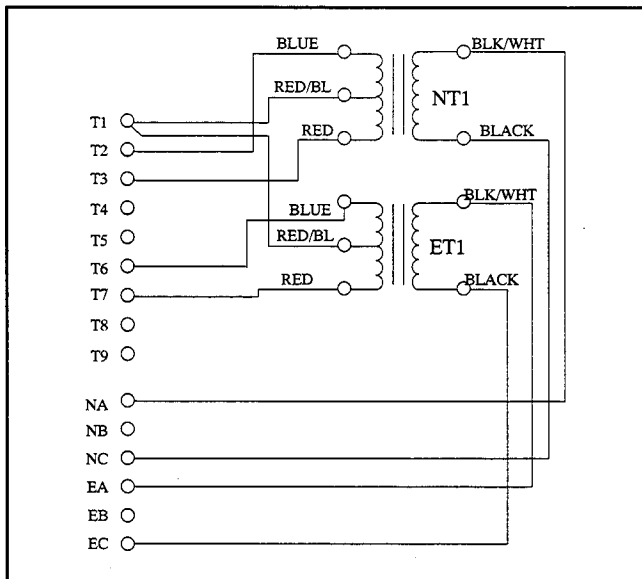 BLUE
BLK/WHT
RED/BL
NT1
T1
RED
BLACK
T2
T3
BLK/WHT
T4
BLUE
T5
RED/BL
ET1
T6
RED
BLACK
T7
T8
T9
NA
NB
NC
EA
EB
EC